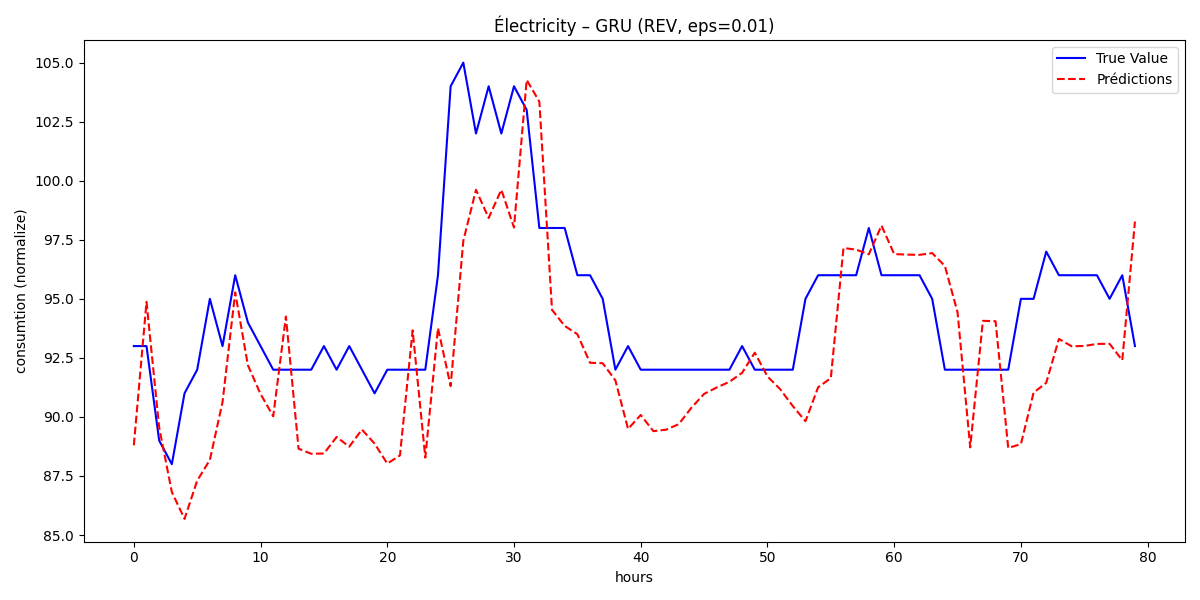 Électricity – GRU (REV, eps=0.01)
True Value
Prédictions
consumtion (normalize)
105.0
102.5
100.0
97.5
95.0
92.5
90.0
87.5
85.0
0 10 20 30 40 50 60 70 80
hours